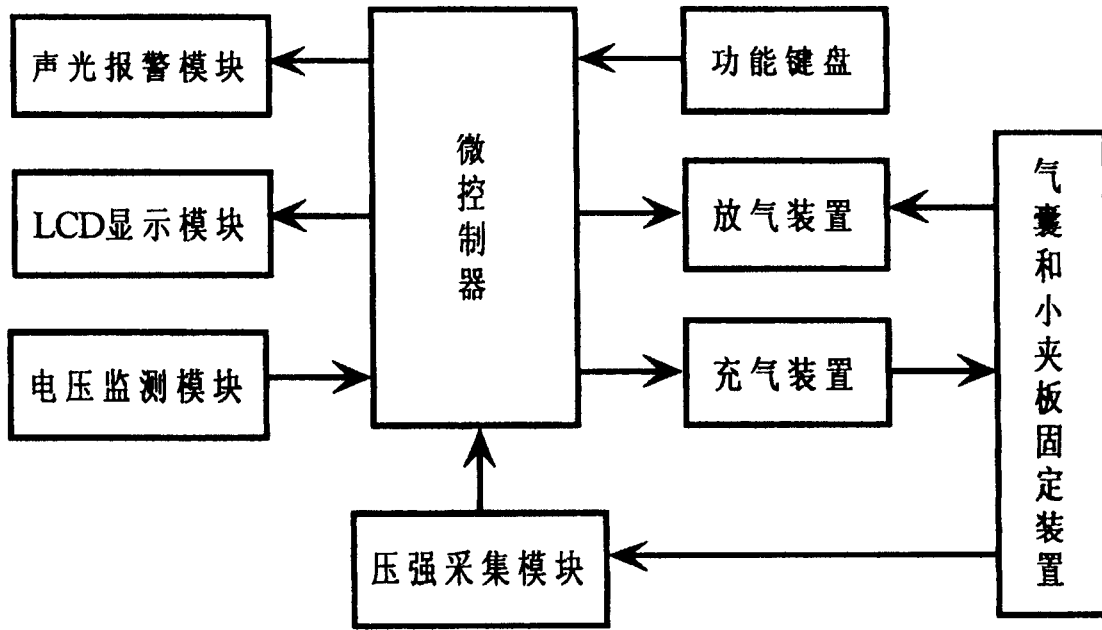 声光报警模块
功能键盘
微控制器
LCD显示模块
放气装置
气囊和小夹板固定装置
电压监测模块
充气装置
压强采集模块